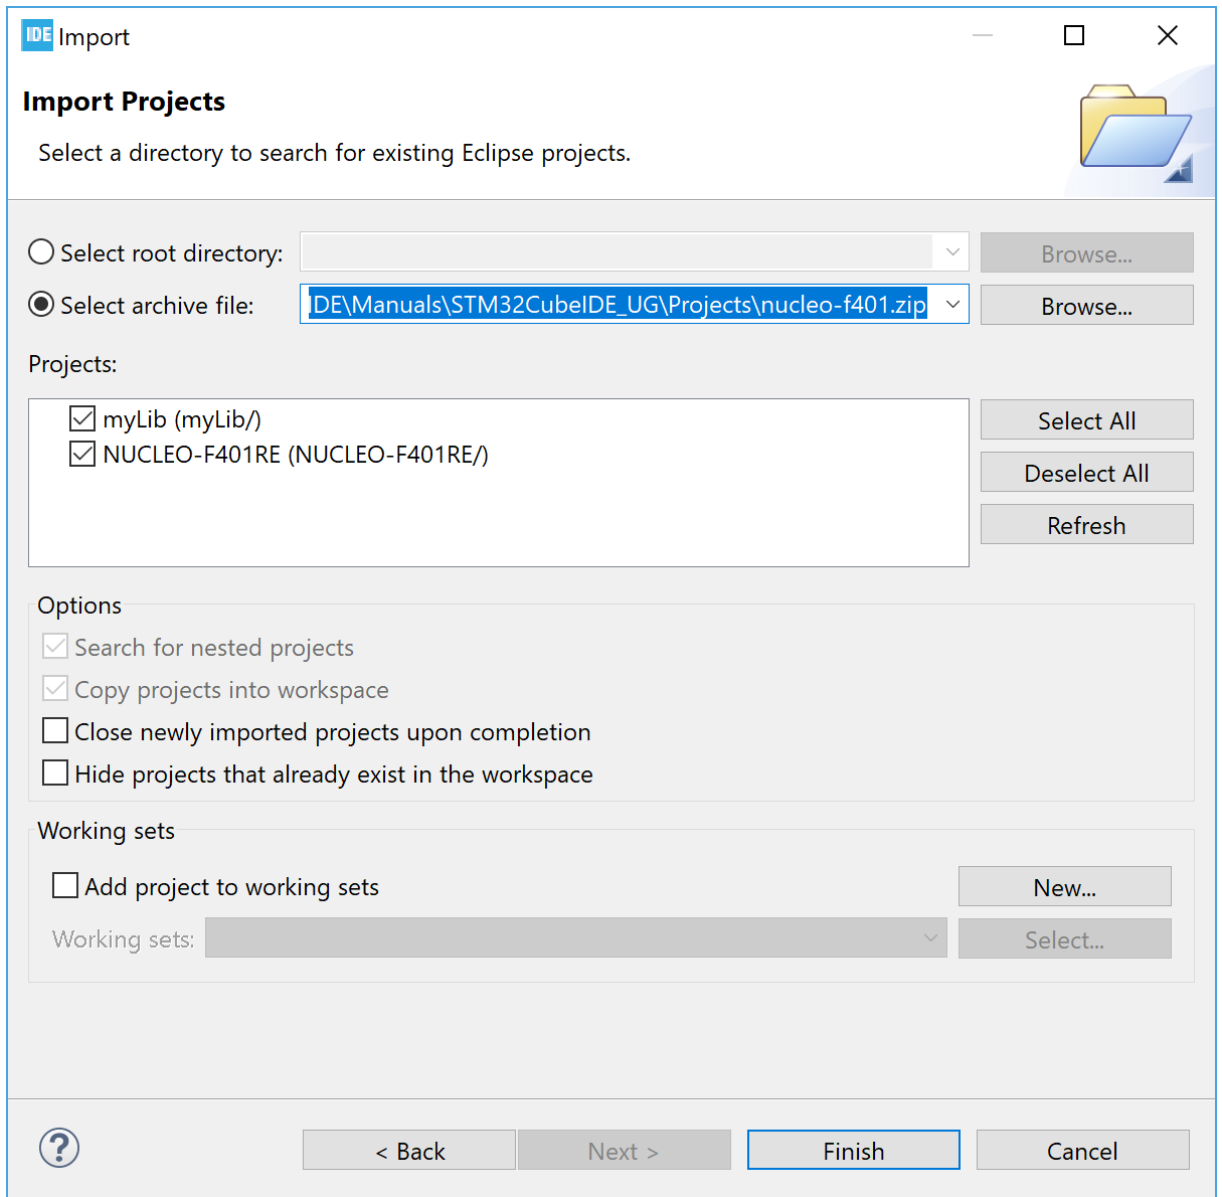 IDE Import
Import Projects
Select a directory to search for existing Eclipse projects.
Select root directory:
Browse...
Select archive file:
IDE\Manuals\STM32CubeIDE_UG\Projects\nucleo-f401.zip
Browse...
Projects:
myLib (myLib/)
NUCLEO-F401RE (NUCLEO-F401RE/)
Select All
Deselect All
Refresh
Options
Search for nested projects
Copy projects into workspace
Close newly imported projects upon completion
Hide projects that already exist in the workspace
Working sets
Add project to working sets
New...
Working sets:
Select...
?
< Back
Next >
Finish
Cancel